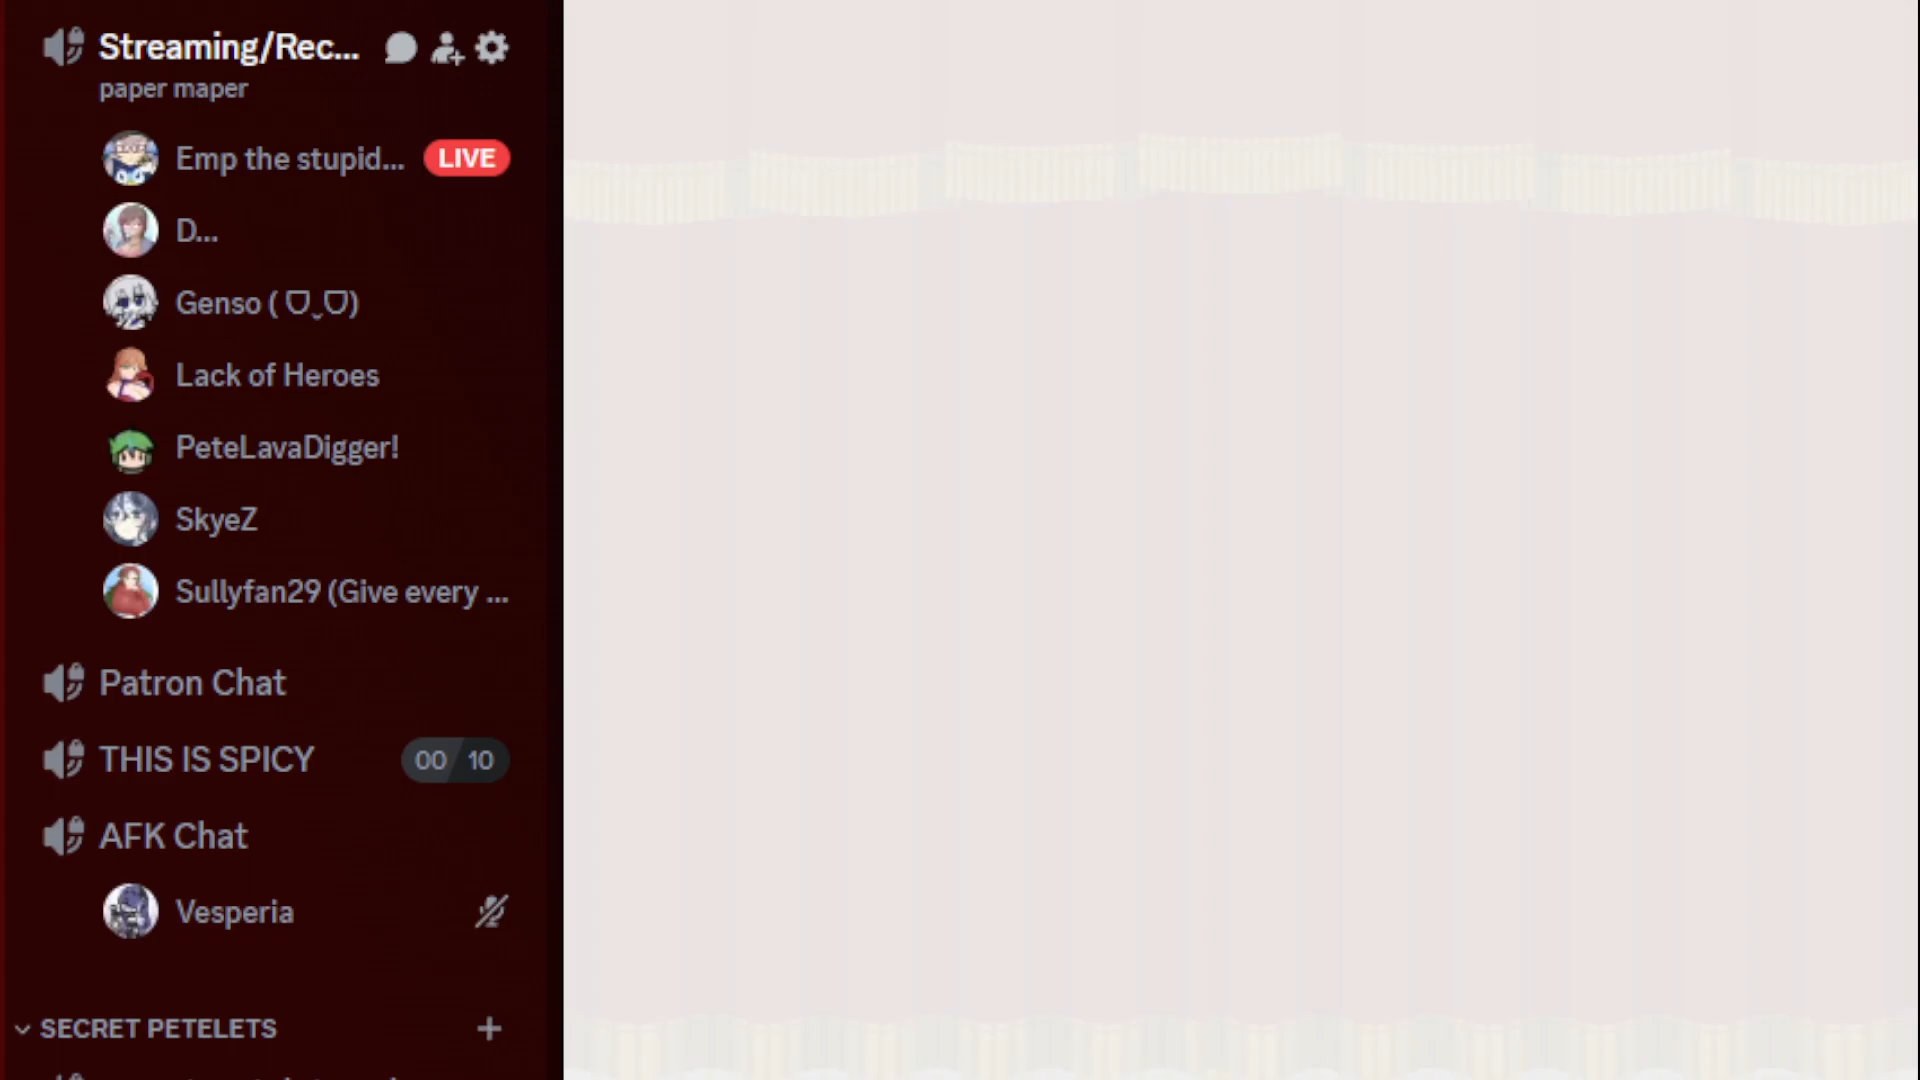 Streaming/Rec...
paper maper
Emp the stupid... LIVE
D...
Genso ( ᗜˬᗜ)
Lack of Heroes
PeteLavaDigger!
SkyeZ
Sullyfan29 (Give every ...
Patron Chat
THIS IS SPICY 00 10
AFK Chat
Vesperia
SECRET PETELETS